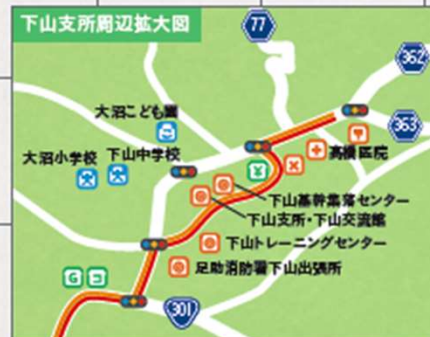 下山支所周辺拡大図
77
362
大沼こども園
363
高橋医院
大沼小学校
下山中学校
下山基幹集落センター
下山支所・下山交流館
下山トレーニングセンター
足助消防署下山出張所
G コ
301